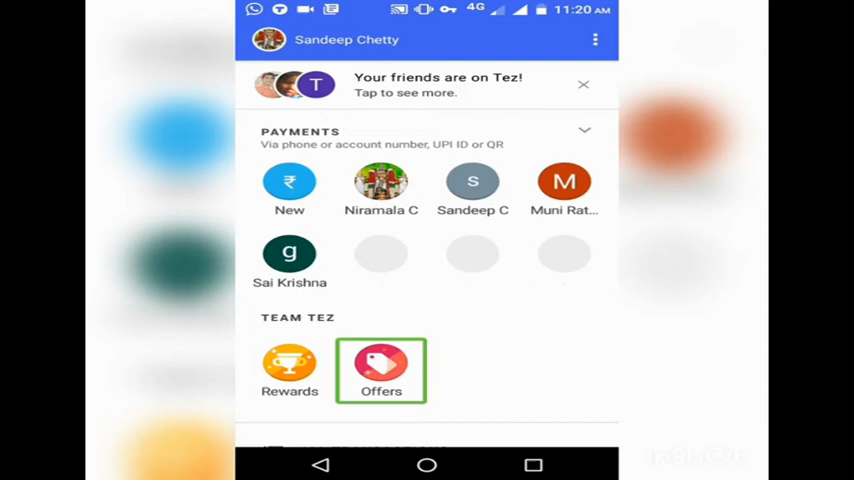 4G 11:20 AM
Sandeep Chetty
Your friends are on Tez!
T
Tap to see more.
PAYMENTS
Via phone or account number, UPI ID or QR
₹ s M
New Niramala C Sandeep C Muni Rat...
g
Sai Krishna
TEAM TEZ
Rewards Offers